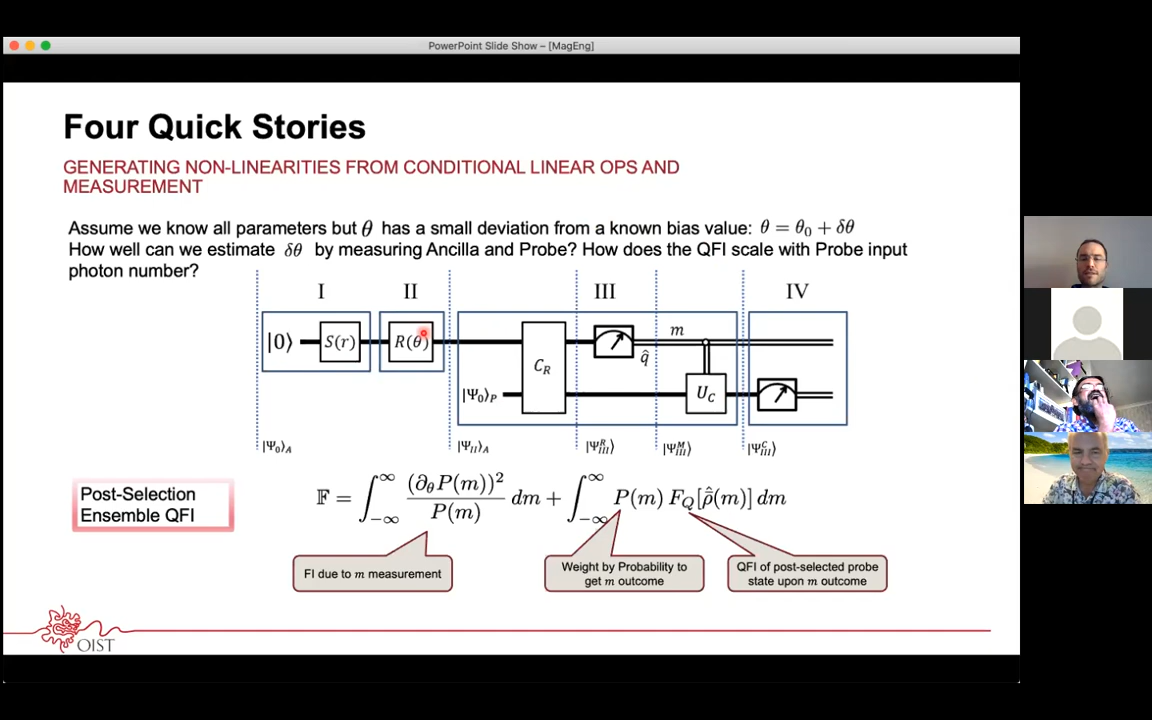 PowerPoint Slide Show – [MagEng]
Four Quick Stories
GENERATING NON-LINEARITIES FROM CONDITIONAL LINEAR OPS AND
MEASUREMENT
Assume we know all parameters but θ has a small deviation from a known bias value: θ = θ₀ + δθ
How well can we estimate δθ by measuring Ancilla and Probe? How does the QFI scale with Probe input
photon number?
I II III IV
|0⟩ S(r) R(θ) C_R q̂ m
|Ψ₀⟩_P U_C
|Ψ₀⟩_A |Ψ_II⟩_A |Ψ_III^R⟩ |Ψ_III^M⟩ |Ψ_III^C⟩
Post-Selection
Ensemble QFI
𝔽 = ∫_{-∞}^{∞} (∂_θ P(m))² / P(m) dm + ∫_{-∞}^{∞} P(m) F_Q[ρ̂̄(m)] dm
FI due to m measurement
Weight by Probability to
get m outcome
QFI of post-selected probe
state upon m outcome
OIST